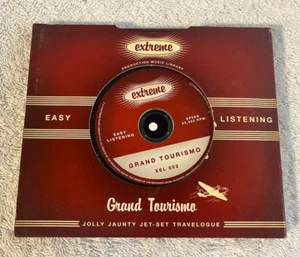 extreme
PRODUCTION MUSIC LIBRARY
extreme
EASY
LISTENING
EASY
LISTENING
SPEED
GRAND TOURISMO
XEL 002
Grand Tourismo
JOLLY JAUNTY JET-SET TRAVELOGUE